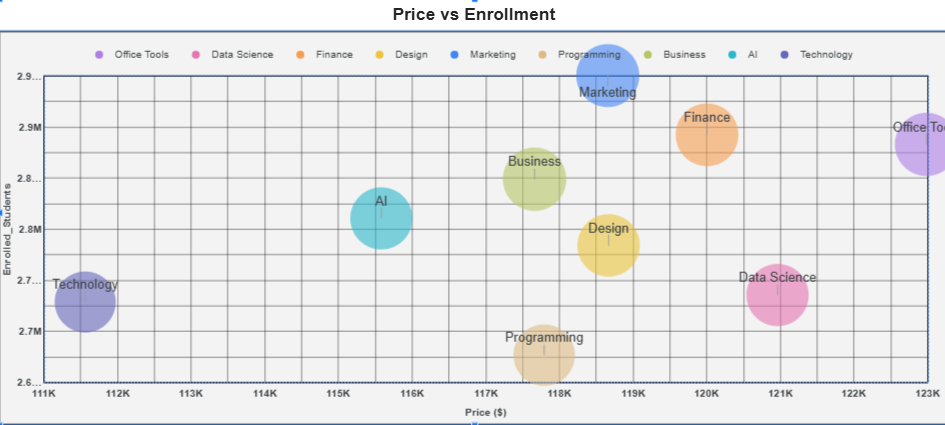 Price vs Enrollment
Office Tools Data Science Finance Design Marketing Programming Business AI Technology
2.9...
Marketing
Finance
2.9M
Office Too
Business
2.8...
AI
Enrolled_Students
2.8M
Design
Data Science
2.7...
Technology
2.7M
Programming
2.6...
111K 112K 113K 114K 115K 116K 117K 118K 119K 120K 121K 122K 123K
Price ($)